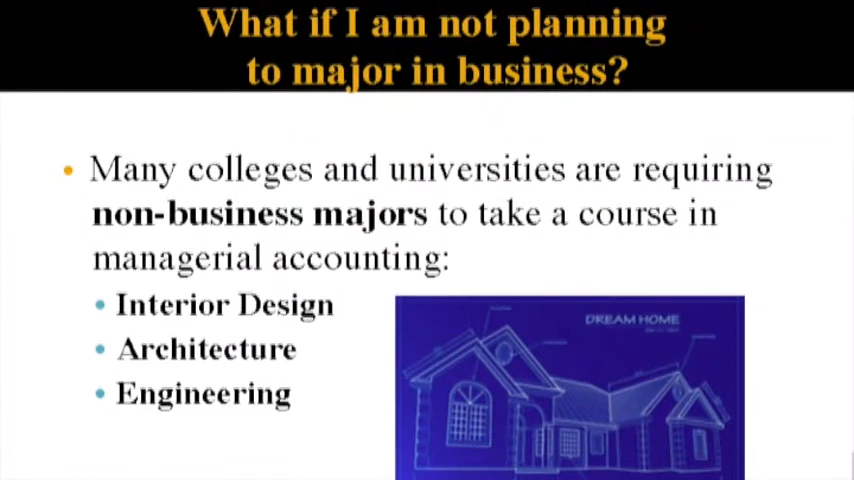 What if I am not planning
to major in business?
• Many colleges and universities are requiring
non-business majors to take a course in
managerial accounting:
• Interior Design
• Architecture
• Engineering
DREAM HOME